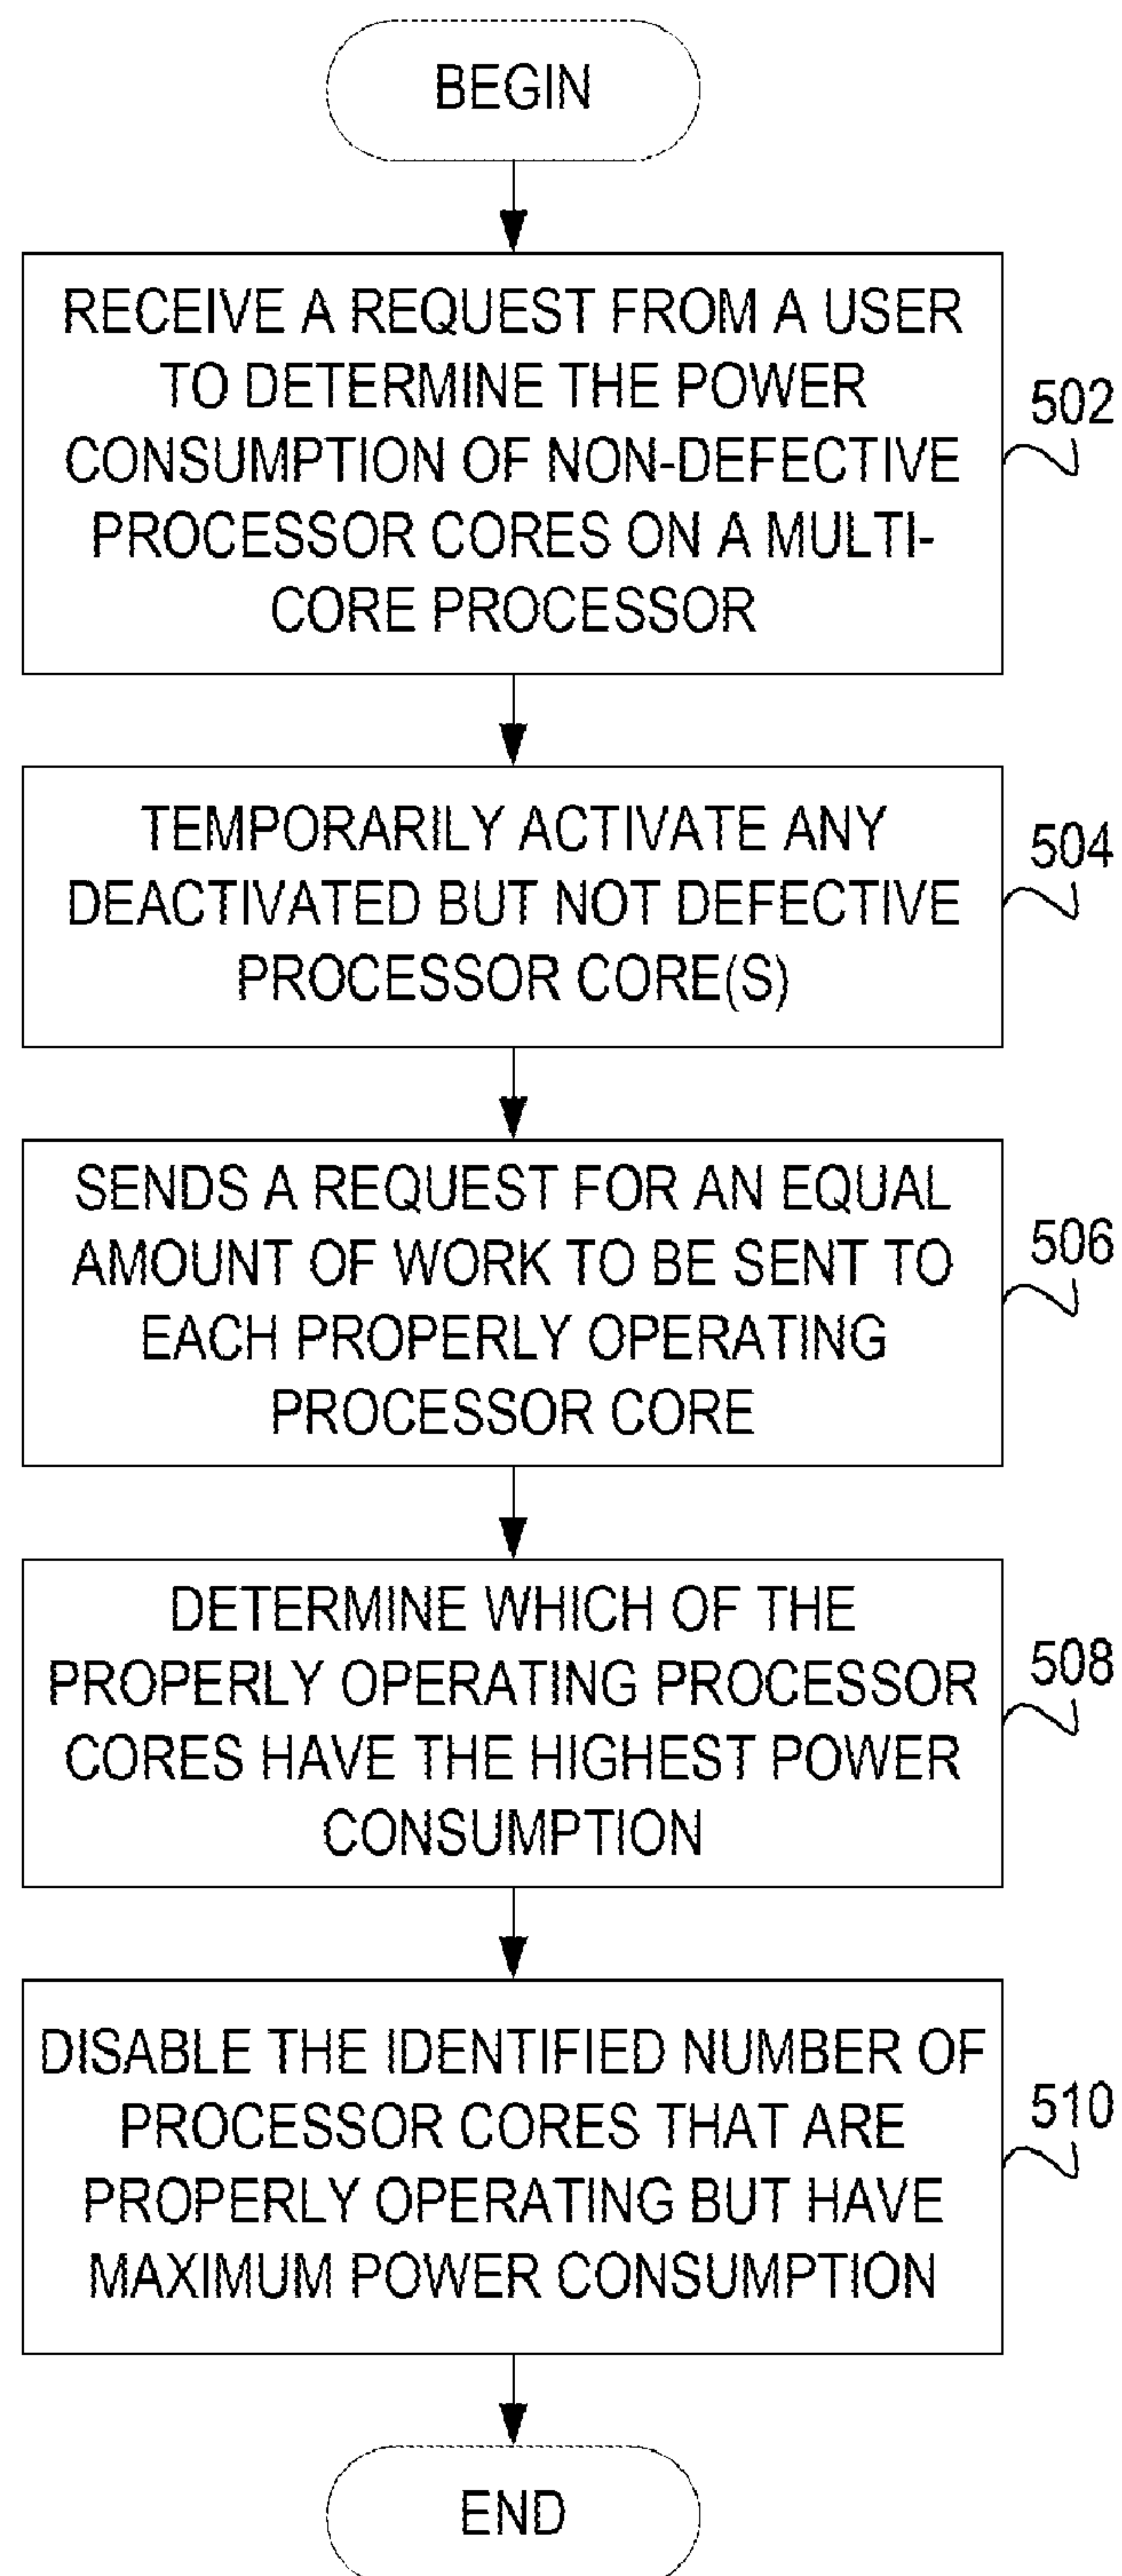 BEGIN
RECEIVE A REQUEST FROM A USER
TO DETERMINE THE POWER
CONSUMPTION OF NON-DEFECTIVE
PROCESSOR CORES ON A MULTI-
CORE PROCESSOR
502
TEMPORARILY ACTIVATE ANY
DEACTIVATED BUT NOT DEFECTIVE
PROCESSOR CORE(S)
504
SENDS A REQUEST FOR AN EQUAL
AMOUNT OF WORK TO BE SENT TO
EACH PROPERLY OPERATING
PROCESSOR CORE
506
DETERMINE WHICH OF THE
PROPERLY OPERATING PROCESSOR
CORES HAVE THE HIGHEST POWER
CONSUMPTION
508
DISABLE THE IDENTIFIED NUMBER OF
PROCESSOR CORES THAT ARE
PROPERLY OPERATING BUT HAVE
MAXIMUM POWER CONSUMPTION
510
END